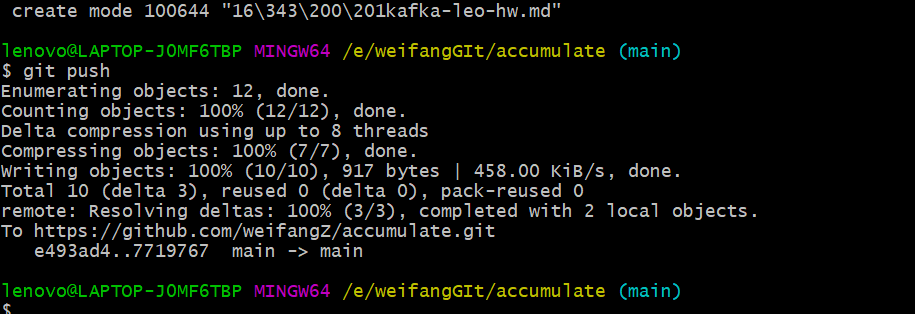 create mode 100644 "16\343\200\201kafka-leo-hw.md"
lenovo@LAPTOP-J0MF6TBP MINGW64 /e/weifangGIt/accumulate (main)
$ git push
Enumerating objects: 12, done.
Counting objects: 100% (12/12), done.
Delta compression using up to 8 threads
Compressing objects: 100% (7/7), done.
Writing objects: 100% (10/10), 917 bytes | 458.00 KiB/s, done.
Total 10 (delta 3), reused 0 (delta 0), pack-reused 0
remote: Resolving deltas: 100% (3/3), completed with 2 local objects.
To https://github.com/weifangZ/accumulate.git
   e493ad4..7719767  main -> main
lenovo@LAPTOP-J0MF6TBP MINGW64 /e/weifangGIt/accumulate (main)
$